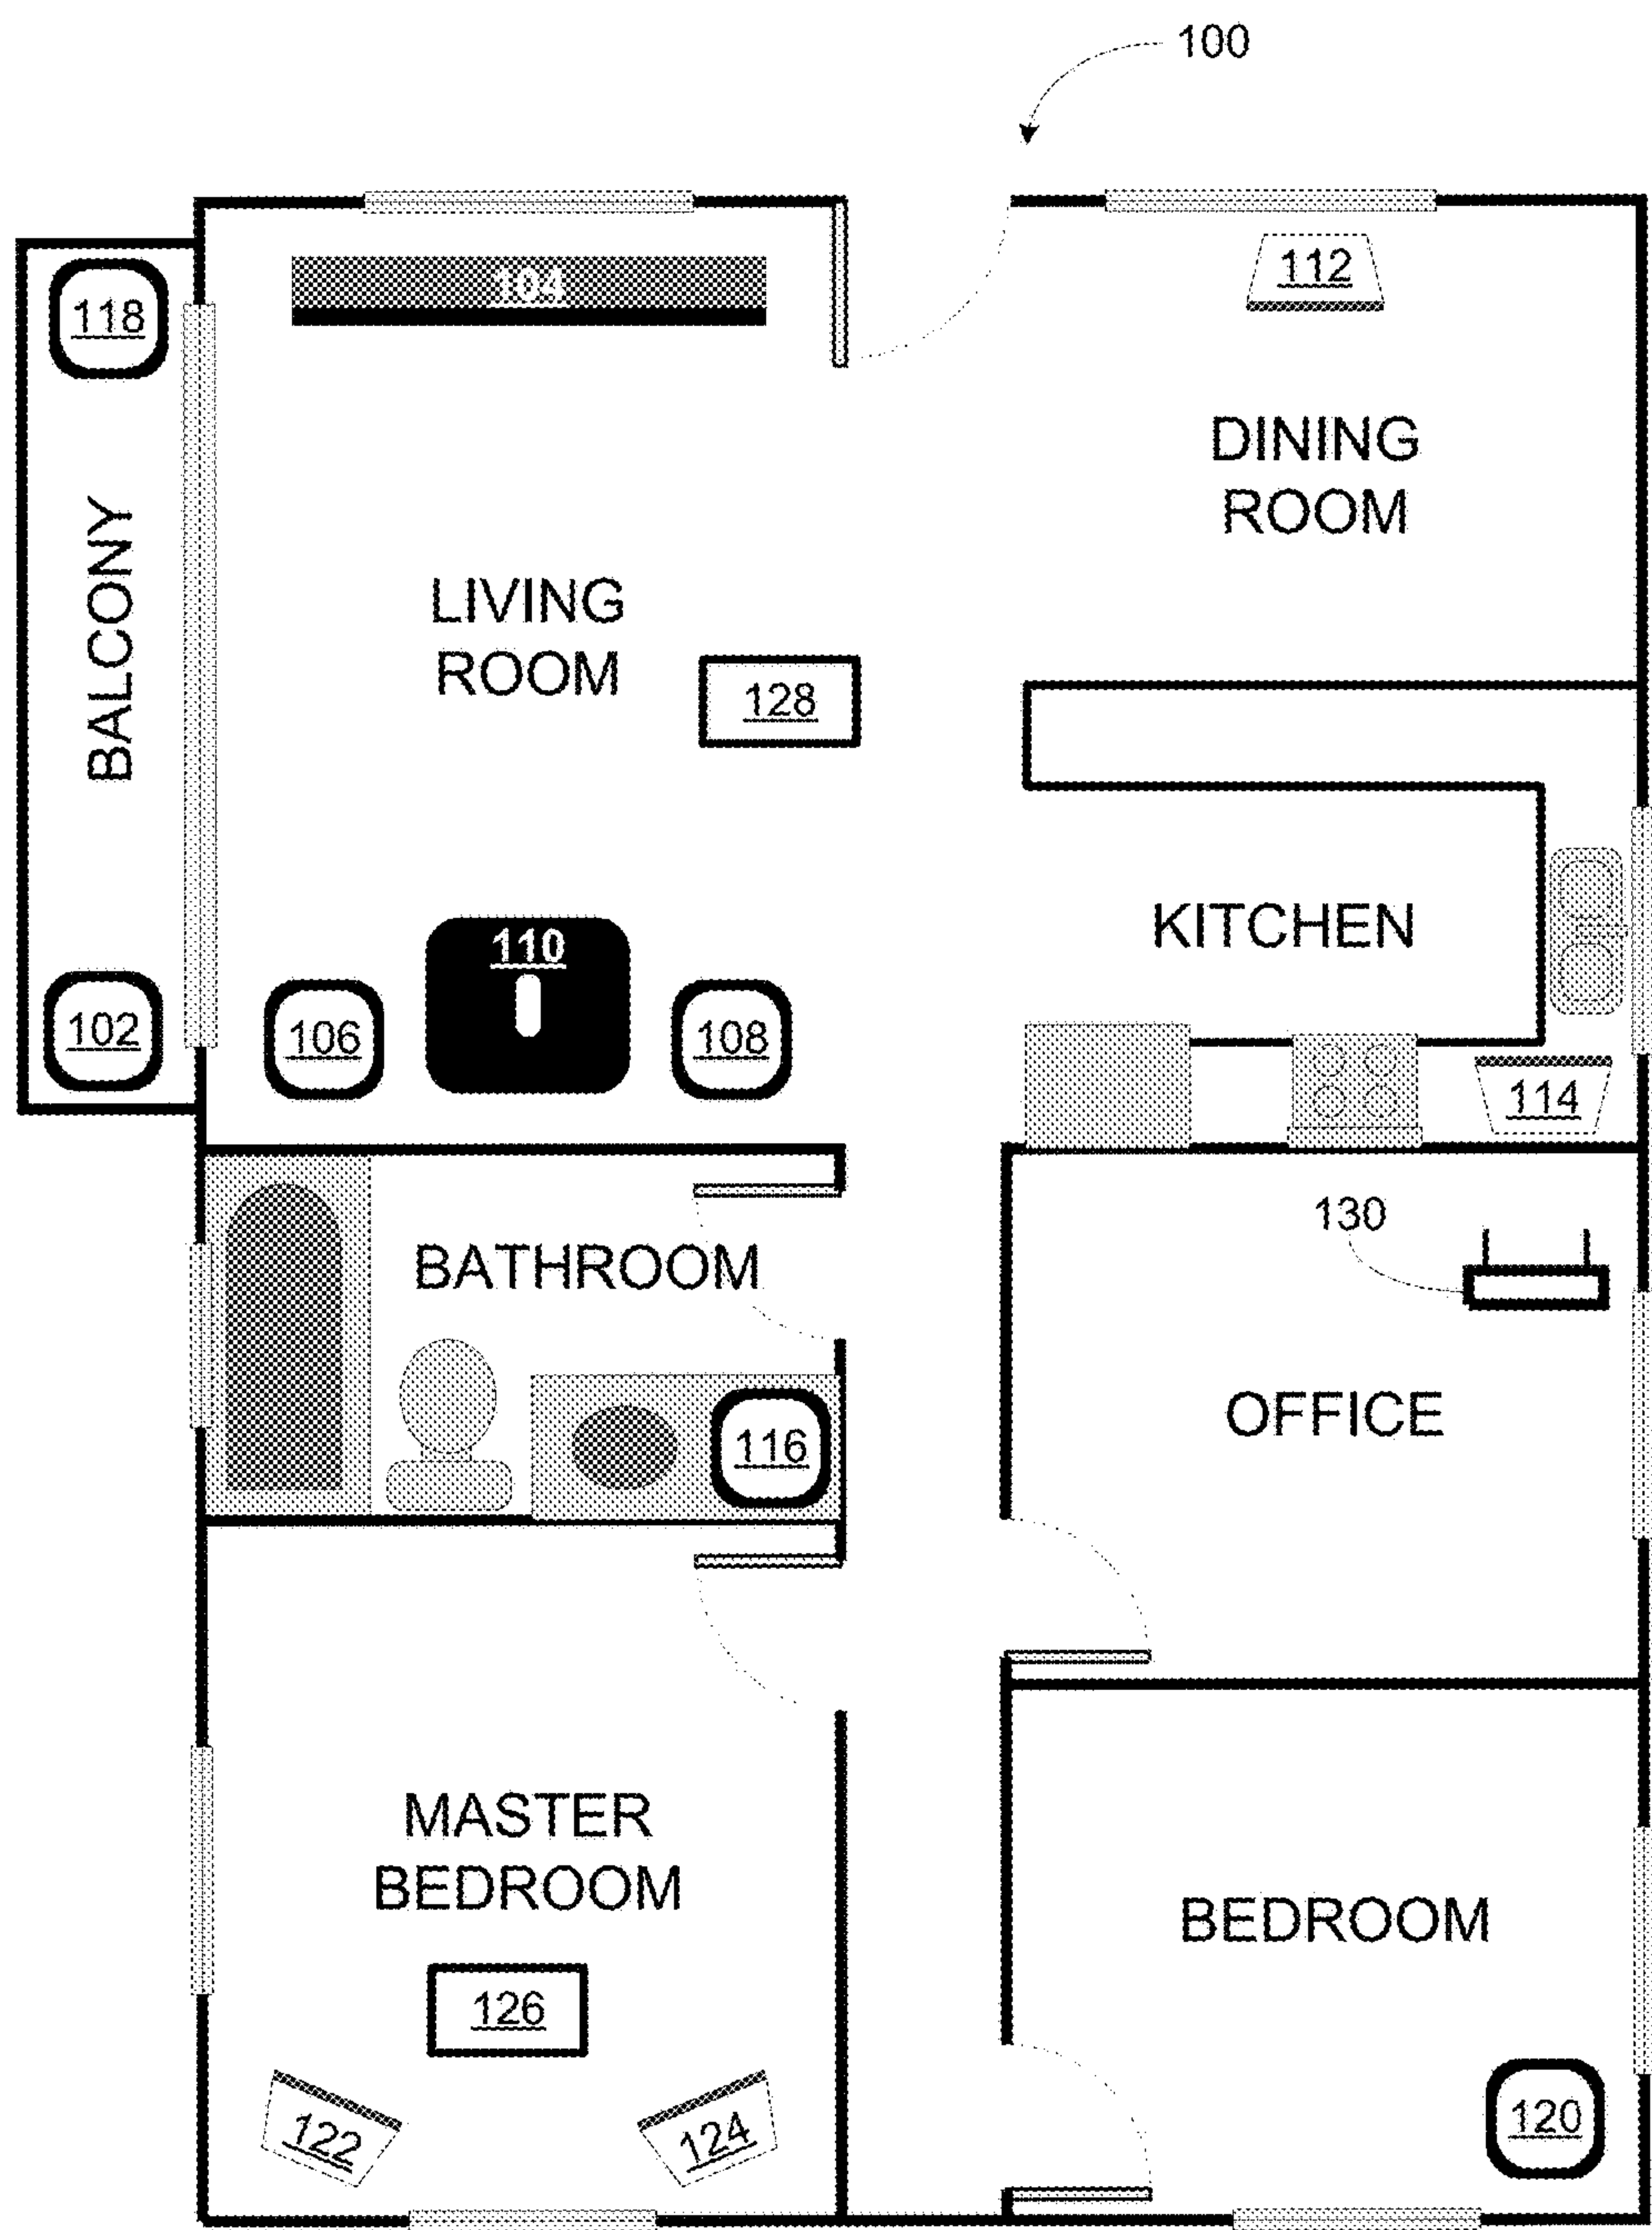 100
104
112
118
DINING
ROOM
BALCONY
LIVING
ROOM
128
KITCHEN
110
102
106
108
114
130
BATHROOM
OFFICE
116
MASTER
BEDROOM
BEDROOM
126
122
124
120